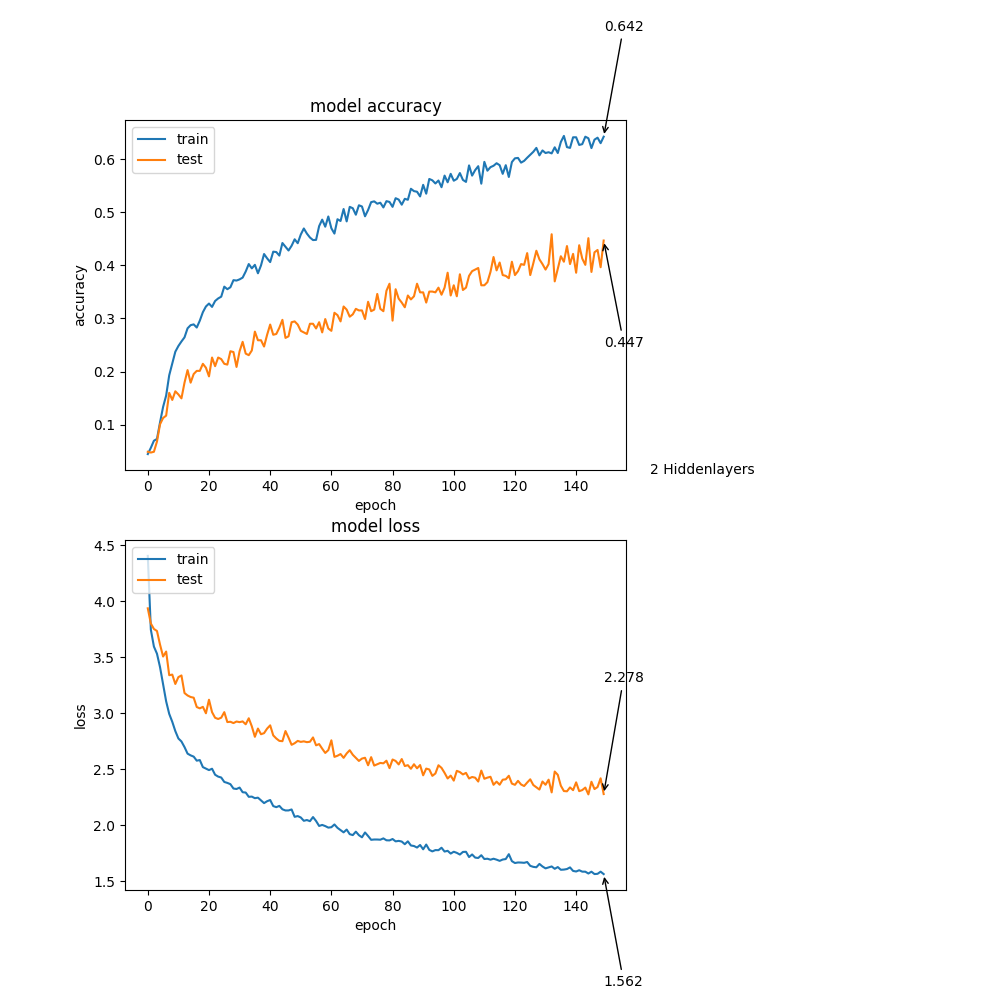 0.642
model accuracy
train
test
0.6
0.5
0.4
0.3
0.2
0.1
accuracy
0.447
0 20 40 60 80 100 120 140
epoch
2 Hiddenlayers
model loss
train
test
4.5
4.0
3.5
3.0
2.5
2.0
1.5
loss
2.278
0 20 40 60 80 100 120 140
epoch
1.562